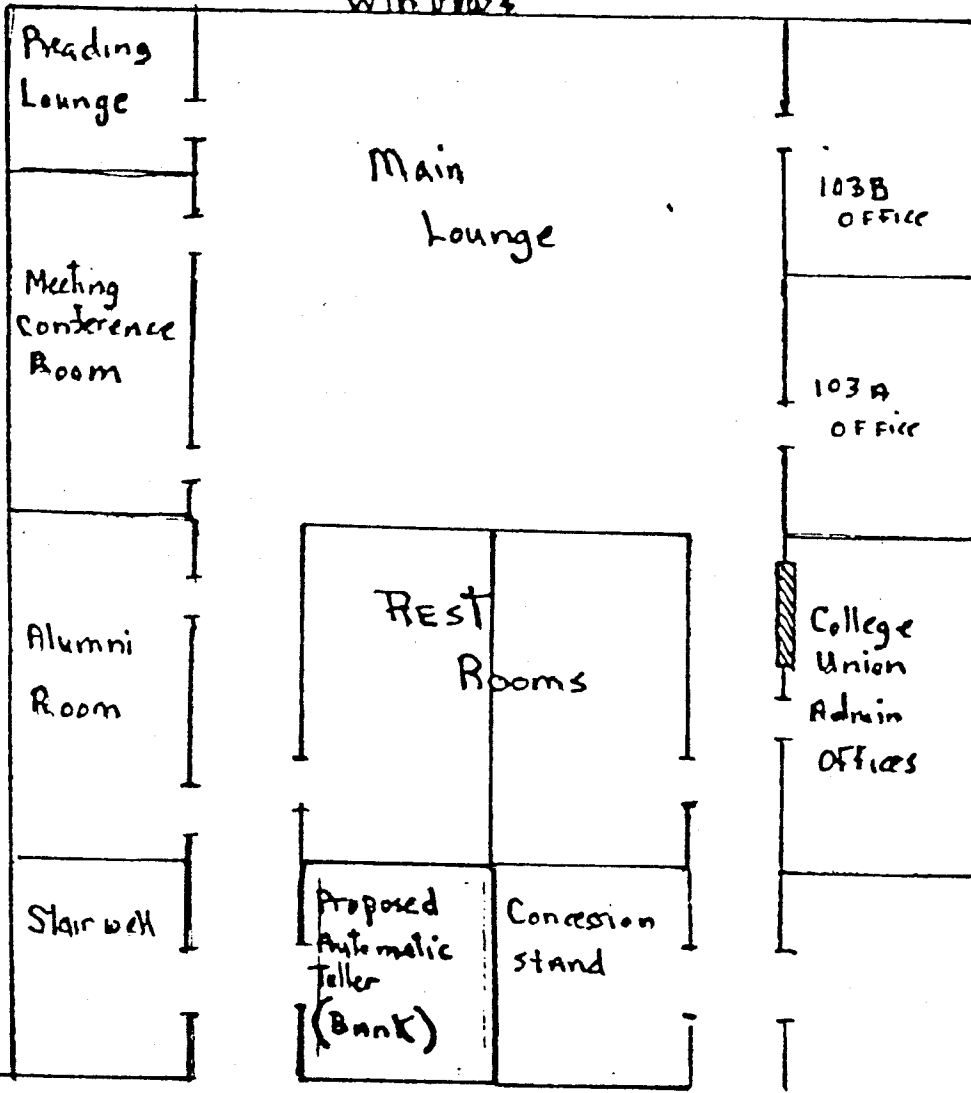 Windows
Reading
Lounge
Main
Lounge
103B
OFFice
Meeting
Conference
Room
103A
OFFice
REST
Rooms
Alumni
Room
College
Union
Admin
OFFices
Stairwell
Proposed
Automatic
Teller
(Bank)
Concession
stand